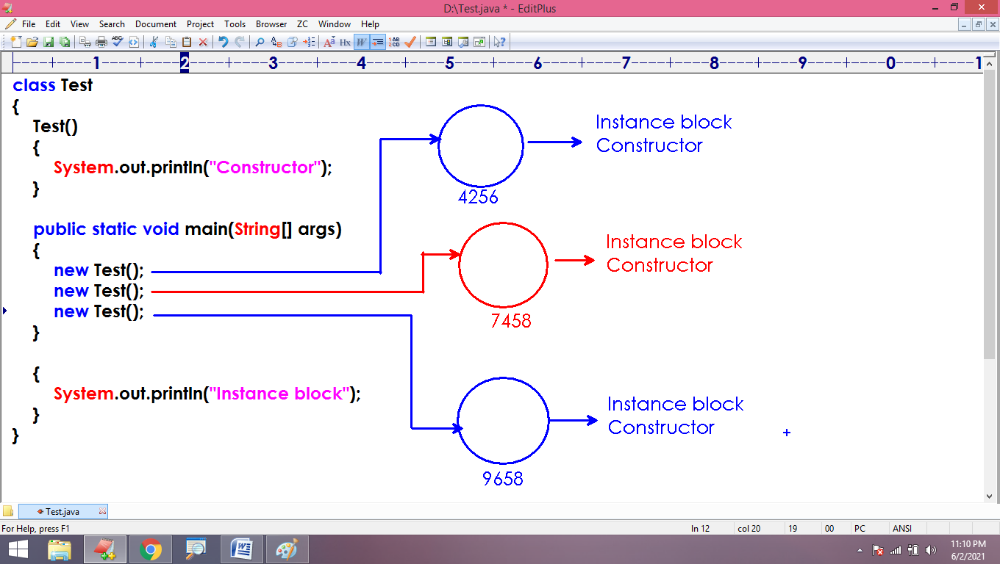 D:\Test.java * - EditPlus
File Edit View Search Document Project Tools Browser ZC Window Help
----+----1----+----2----+----3----+----4----+----5----+----6----+----7----+----8----+----9----+----0----+----1
class Test
{
Test()
{
System.out.println("Constructor");
}
public static void main(String[] args)
{
new Test();
new Test();
new Test();
}
{
System.out.println("Instance block");
}
}
Instance block
Constructor
4256
Instance block
Constructor
7458
Instance block
Constructor
9658
Test.java
For Help, press F1 ln 12 col 20 19 00 PC ANSI
11:10 PM
6/2/2021